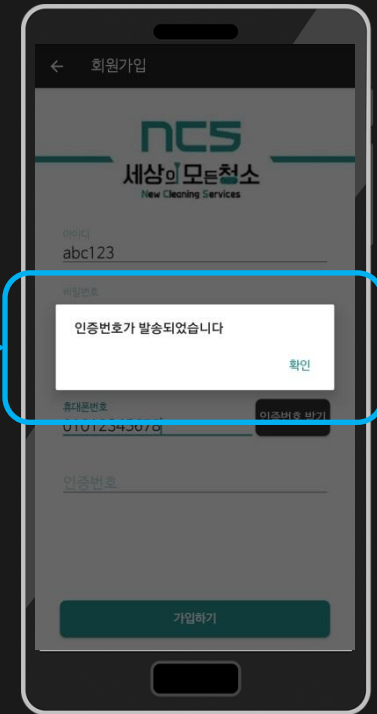 ← 회원가입
ncs
세상의모든청소
New Cleaning Services
아이디
abc123
비밀번호
인증번호가 발송되었습니다
확인
휴대폰번호
01012345678
인증번호 받기
인증번호
가입하기